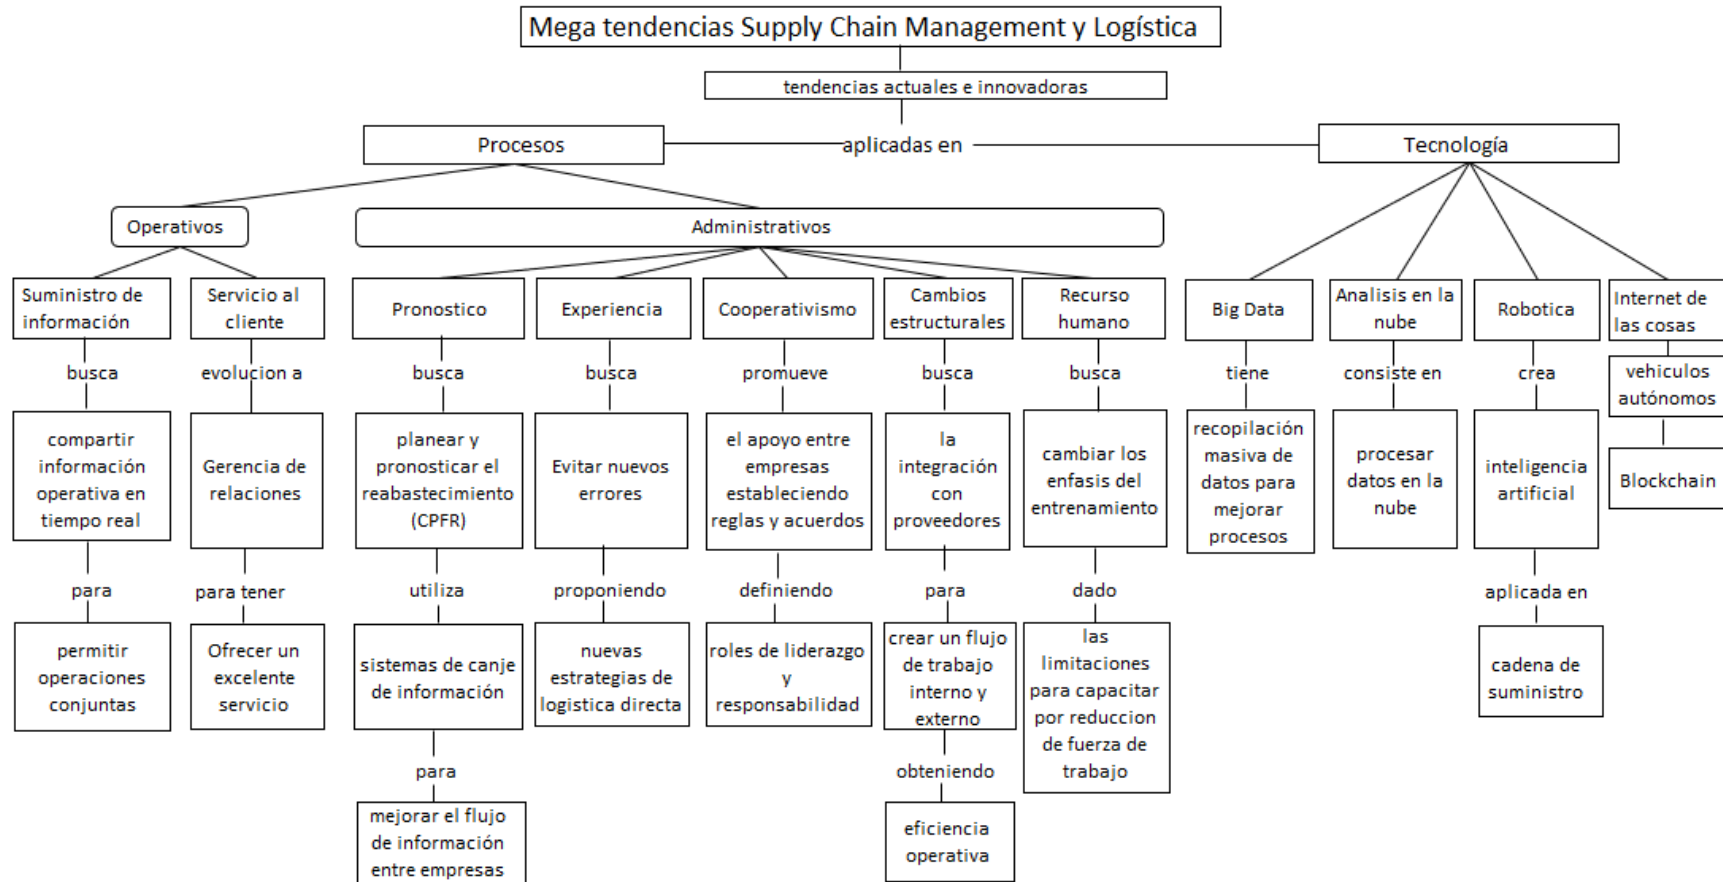 Mega tendencias Supply Chain Management y Logística
tendencias actuales e innovadoras
Procesos
aplicadas en
Tecnología
Operativos
Administrativos
Suministro de
información
Servicio al
cliente
Pronostico
Experiencia
Cooperativismo
Cambios
estructurales
Recurso
humano
Big Data
Analisis en la
nube
Robotica
Internet de
las cosas
busca
evolucion a
busca
busca
promueve
busca
busca
tiene
consiste en
crea
vehiculos
autónomos
compartir
información
operativa en
tiempo real
Gerencia de
relaciones
planear y
pronosticar el
reabastecimiento
(CPFR)
Evitar nuevos
errores
el apoyo entre
empresas
estableciendo
reglas y acuerdos
la
integración
con
proveedores
cambiar los
enfasis del
entrenamiento
recopilación
masiva de
datos para
mejorar
procesos
procesar
datos en la
nube
inteligencia
artificial
Blockchain
para
para tener
utiliza
proponiendo
definiendo
para
dado
aplicada en
permitir
operaciones
conjuntas
Ofrecer un
excelente
servicio
sistemas de canje
de información
nuevas
estrategias de
logistica directa
roles de liderazgo
y
responsabilidad
crear un flujo
de trabajo
interno y
externo
las
limitaciones
para capacitar
por reduccion
de fuerza de
trabajo
cadena de
suministro
para
obteniendo
mejorar el flujo
de información
entre empresas
eficiencia
operativa